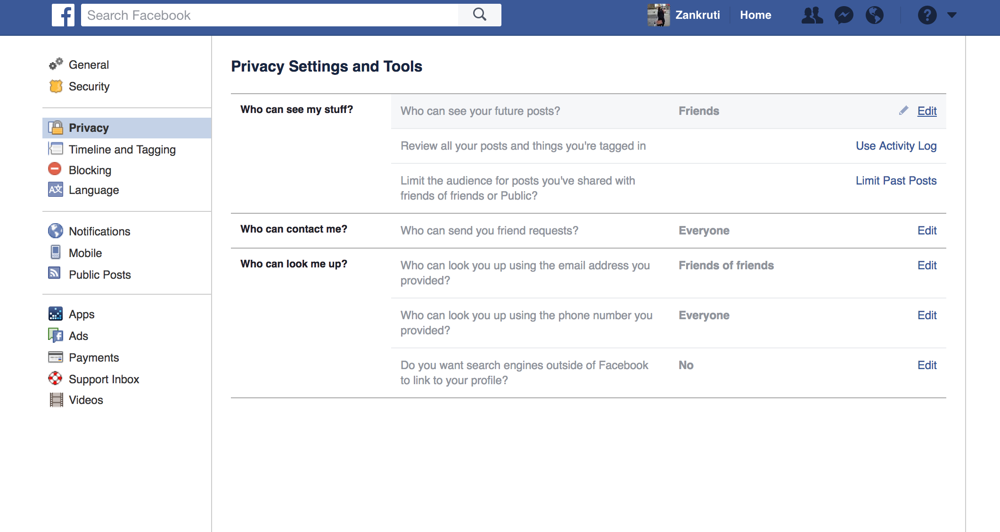 f
Search Facebook
Zankruti
Home
?
General
Security
Privacy
Timeline and Tagging
Blocking
A文
Language
Notifications
Mobile
Public Posts
Apps
f
Ads
Payments
Support Inbox
Videos
Privacy Settings and Tools
Who can see my stuff?
Who can see your future posts?
Friends
Edit
Review all your posts and things you're tagged in
Use Activity Log
Limit the audience for posts you've shared with
friends of friends or Public?
Limit Past Posts
Who can contact me?
Who can send you friend requests?
Everyone
Edit
Who can look me up?
Who can look you up using the email address you
provided?
Friends of friends
Edit
Who can look you up using the phone number you
provided?
Everyone
Edit
Do you want search engines outside of Facebook
to link to your profile?
No
Edit